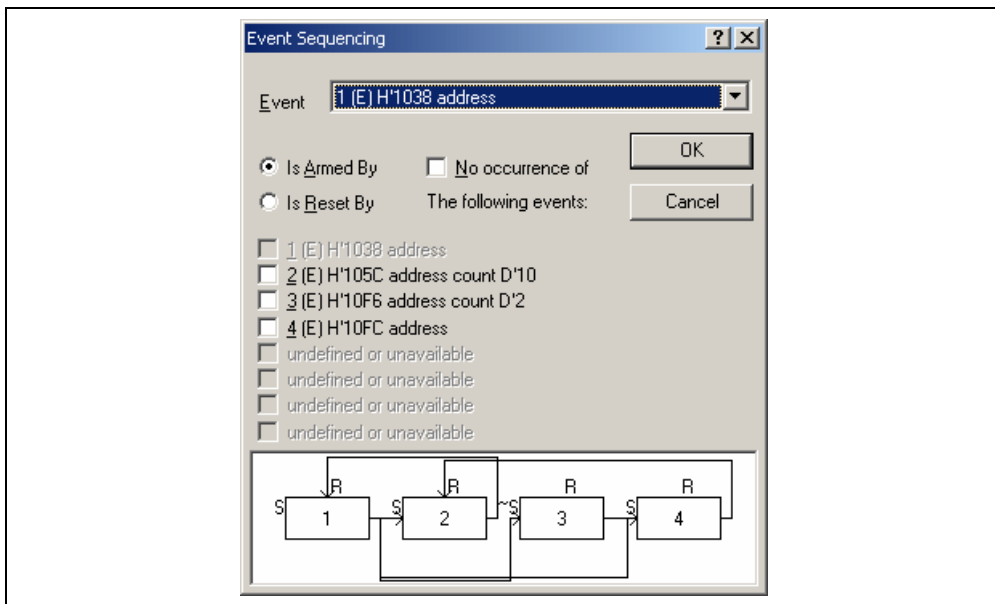 Event Sequencing
Event 1 (E) H'1038 address
Is Armed By No occurrence of OK
Is Reset By The following events: Cancel
1 (E) H'1038 address
2 (E) H'105C address count D'10
3 (E) H'10F6 address count D'2
4 (E) H'10FC address
undefined or unavailable
undefined or unavailable
undefined or unavailable
undefined or unavailable
R R R R
S S ~S S
1 2 3 4